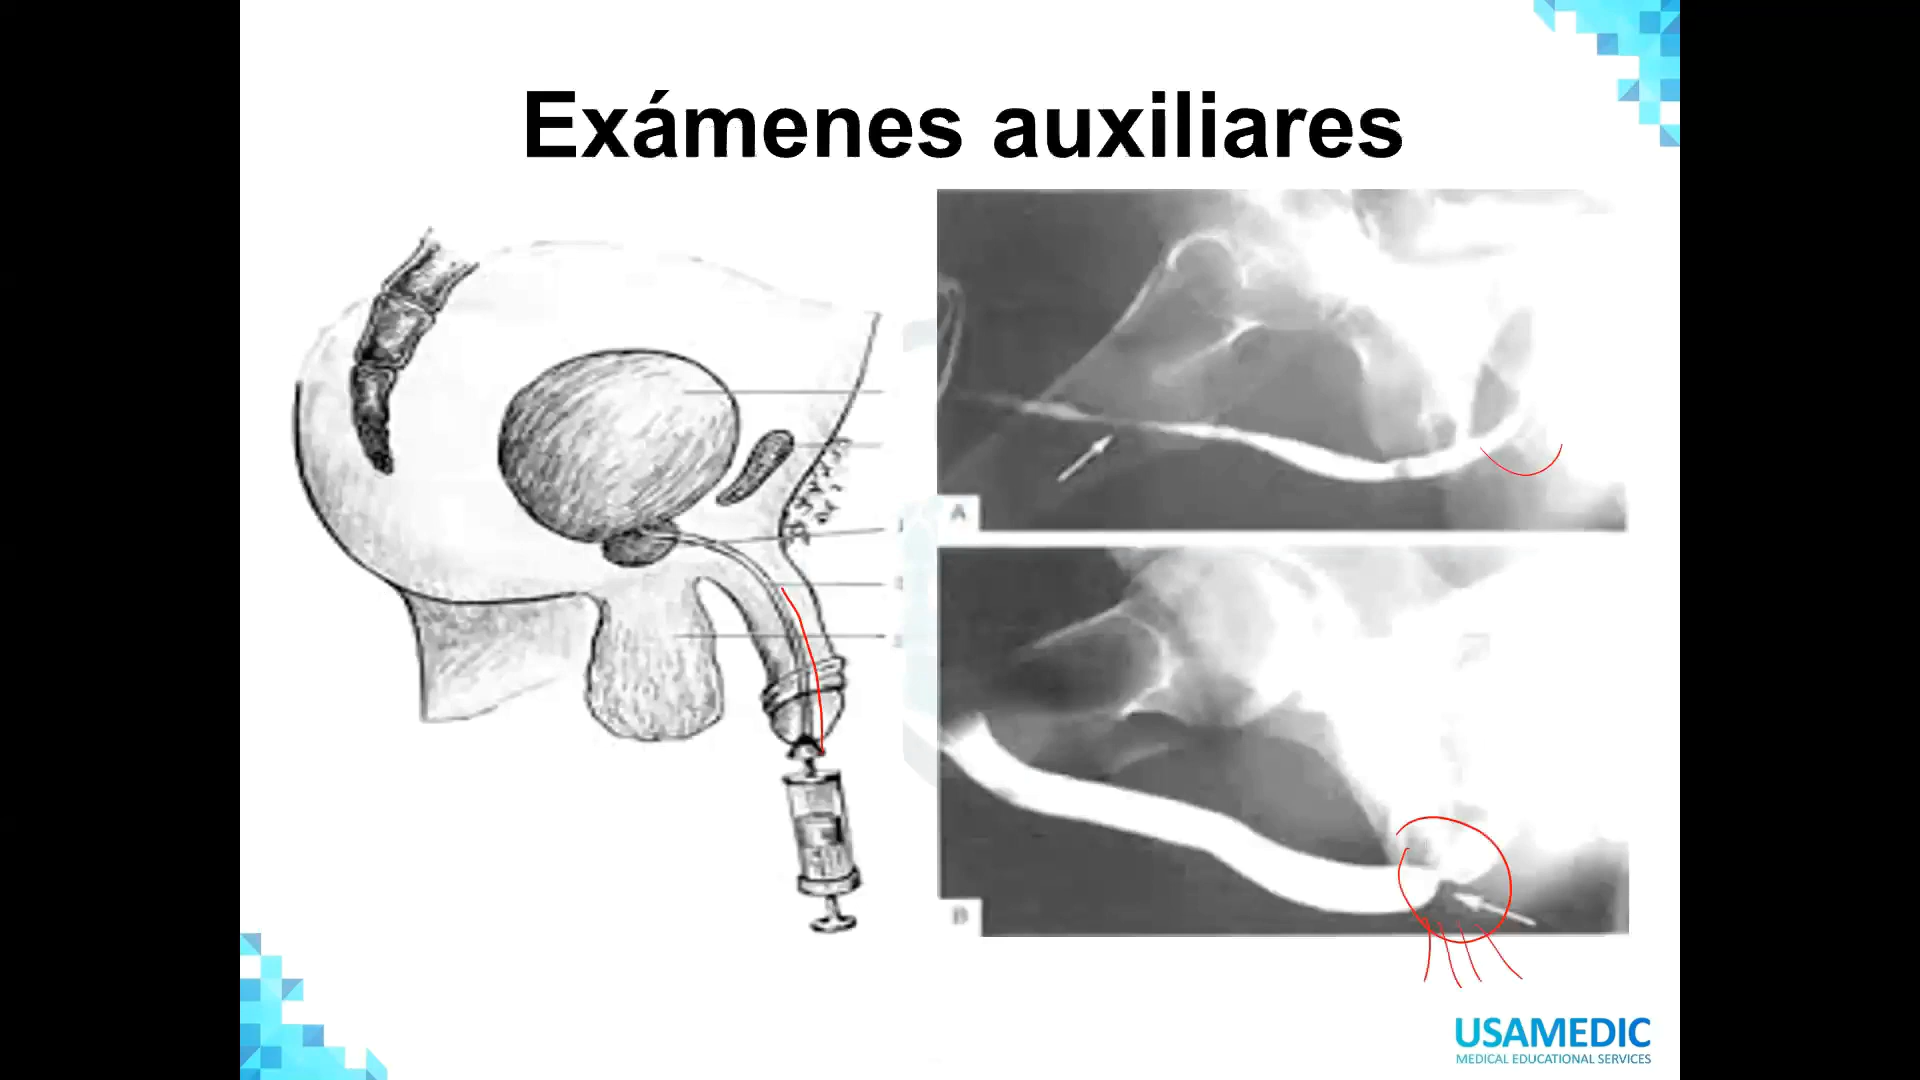 Exámenes auxiliares
A
B
USAMEDIC
MEDICAL EDUCATIONAL SERVICES